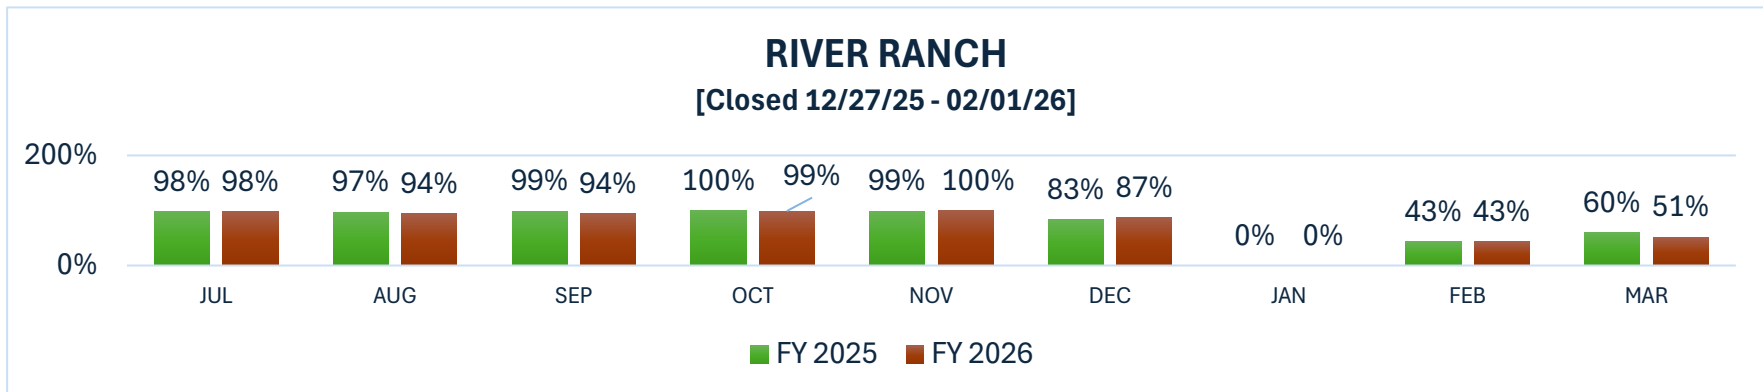 RIVER RANCH
[Closed 12/27/25 - 02/01/26]
200%
98% 98% 97% 94% 99% 94% 100% 99% 99% 100% 83% 87% 0% 0% 43% 43% 60% 51%
0%
JUL AUG SEP OCT NOV DEC JAN FEB MAR
FY 2025 FY 2026